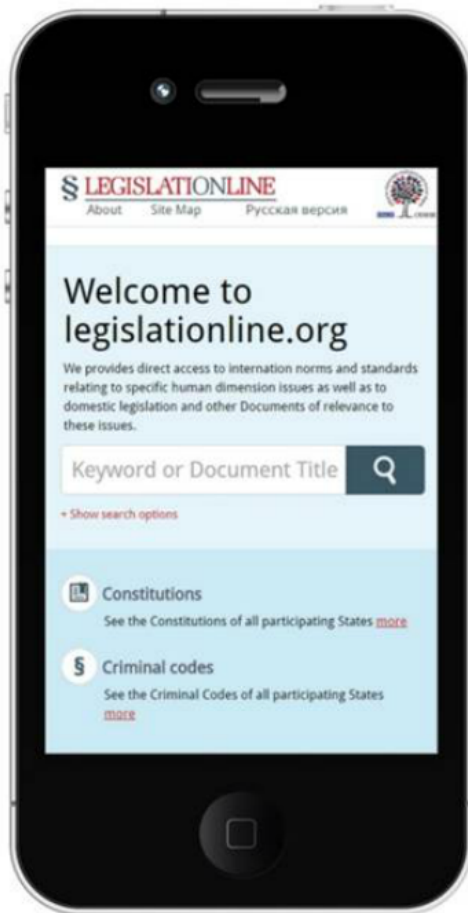 § LEGISLATIONLINE
About Site Map Русская версия
Welcome to
legislationline.org
We provides direct access to internation norms and standards
relating to specific human dimension issues as well as to
domestic legislation and other Documents of relevance to
these issues.
Keyword or Document Title
+ Show search options
Constitutions
See the Constitutions of all participating States more
§ Criminal codes
See the Criminal Codes of all participating States
more